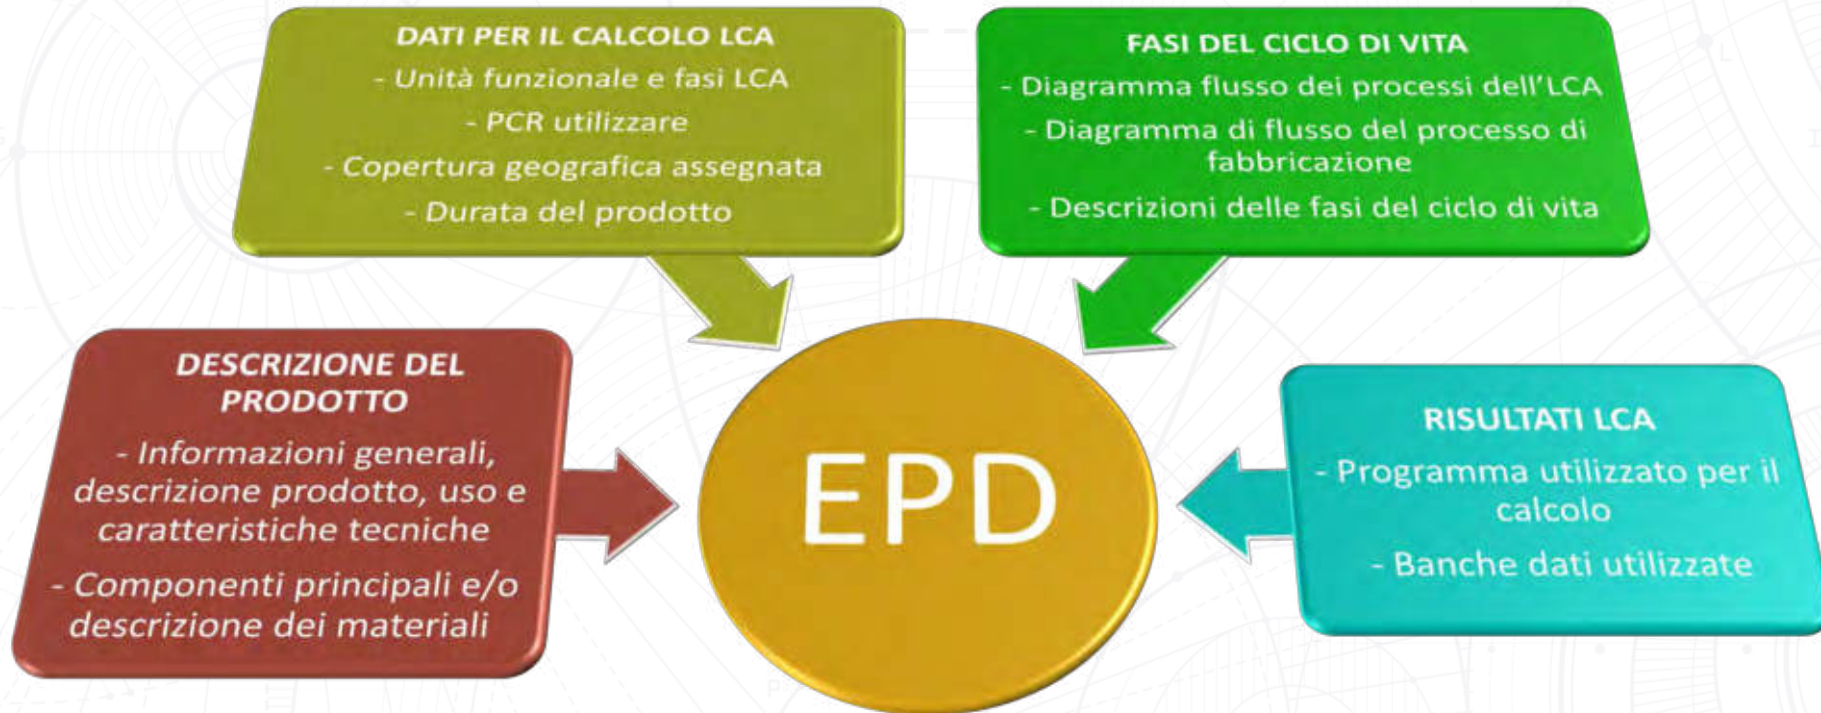 DATI PER IL CALCOLO LCA
- Unità funzionale e fasi LCA
- PCR utilizzare
- Copertura geografica assegnata
- Durata del prodotto
FASI DEL CICLO DI VITA
- Diagramma flusso dei processi dell'LCA
- Diagramma di flusso del processo di
fabbricazione
- Descrizioni delle fasi del ciclo di vita
DESCRIZIONE DEL
PRODOTTO
- Informazioni generali,
descrizione prodotto, uso e
caratteristiche tecniche
- Componenti principali e/o
descrizione dei materiali
EPD
RISULTATI LCA
- Programma utilizzato per il
calcolo
- Banche dati utilizzate